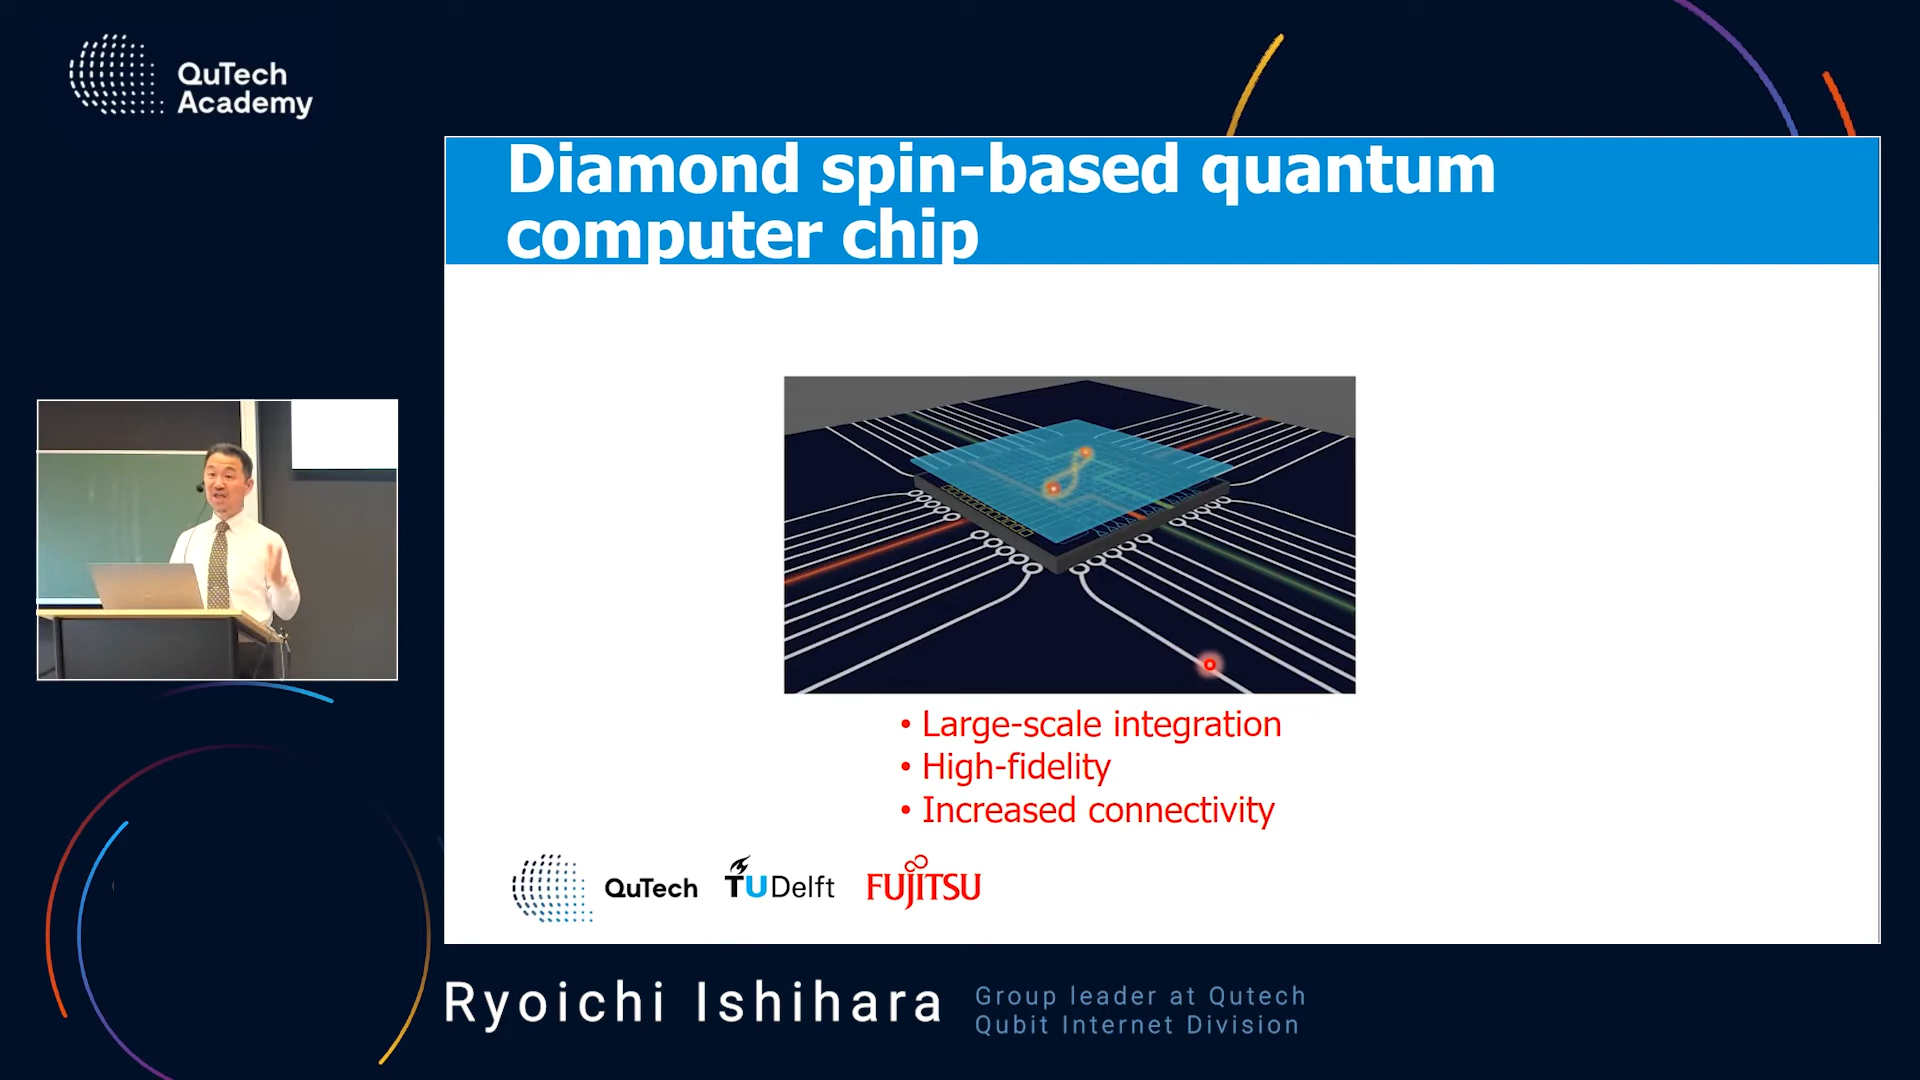 QuTech
Academy
Diamond spin-based quantum
computer chip
• Large-scale integration
• High-fidelity
• Increased connectivity
QuTech
TUDelft
FUJITSU
Ryoichi Ishihara
Group leader at Qutech
Qubit Internet Division